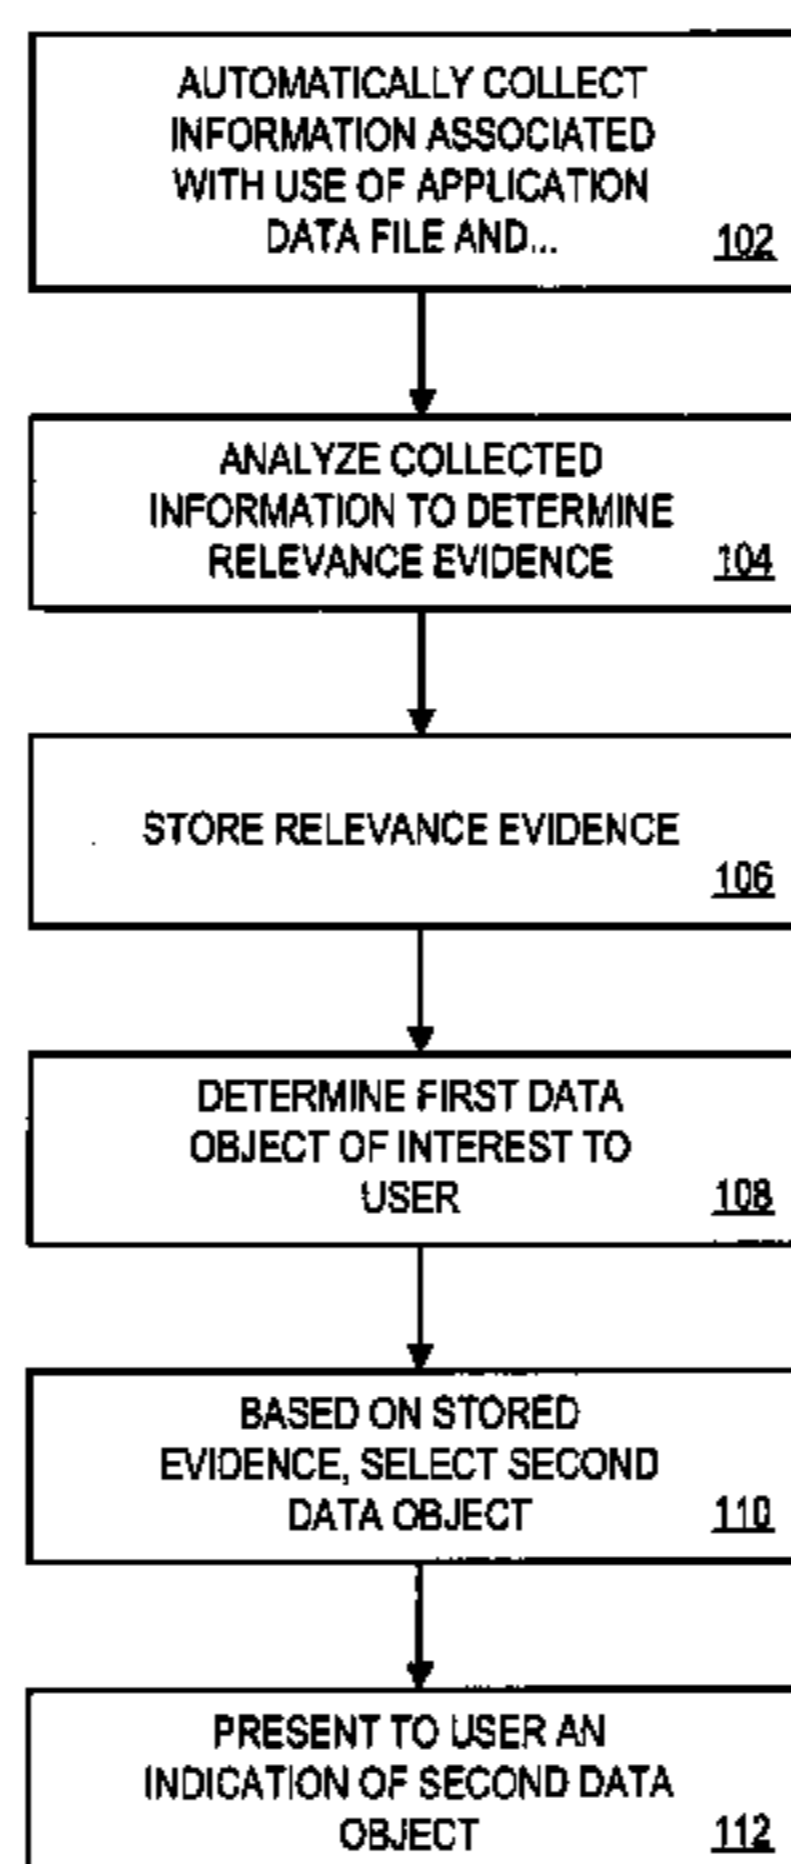 AUTOMATICALLY COLLECT
INFORMATION ASSOCIATED
WITH USE OF APPLICATION
DATA FILE AND...
102
ANALYZE COLLECTED
INFORMATION TO DETERMINE
RELEVANCE EVIDENCE
104
STORE RELEVANCE EVIDENCE
106
DETERMINE FIRST DATA
OBJECT OF INTEREST TO
USER
108
BASED ON STORED
EVIDENCE, SELECT SECOND
DATA OBJECT
110
PRESENT TO USER AN
INDICATION OF SECOND DATA
OBJECT
112